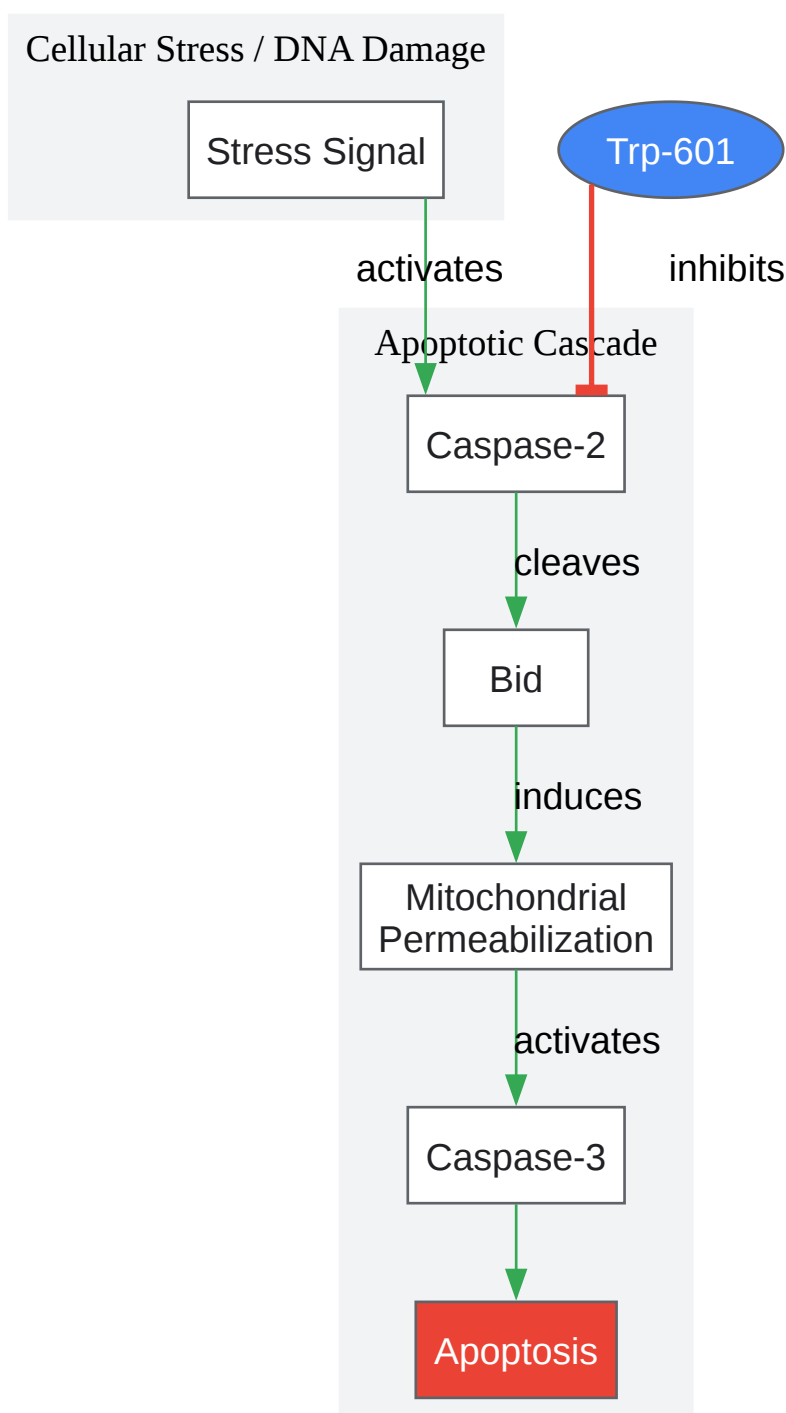 Cellular Stress / DNA Damage
Stress Signal
Trp-601
activates
inhibits
Apoptotic Cascade
Caspase-2
cleaves
Bid
induces
Mitochondrial
Permeabilization
activates
Caspase-3
Apoptosis